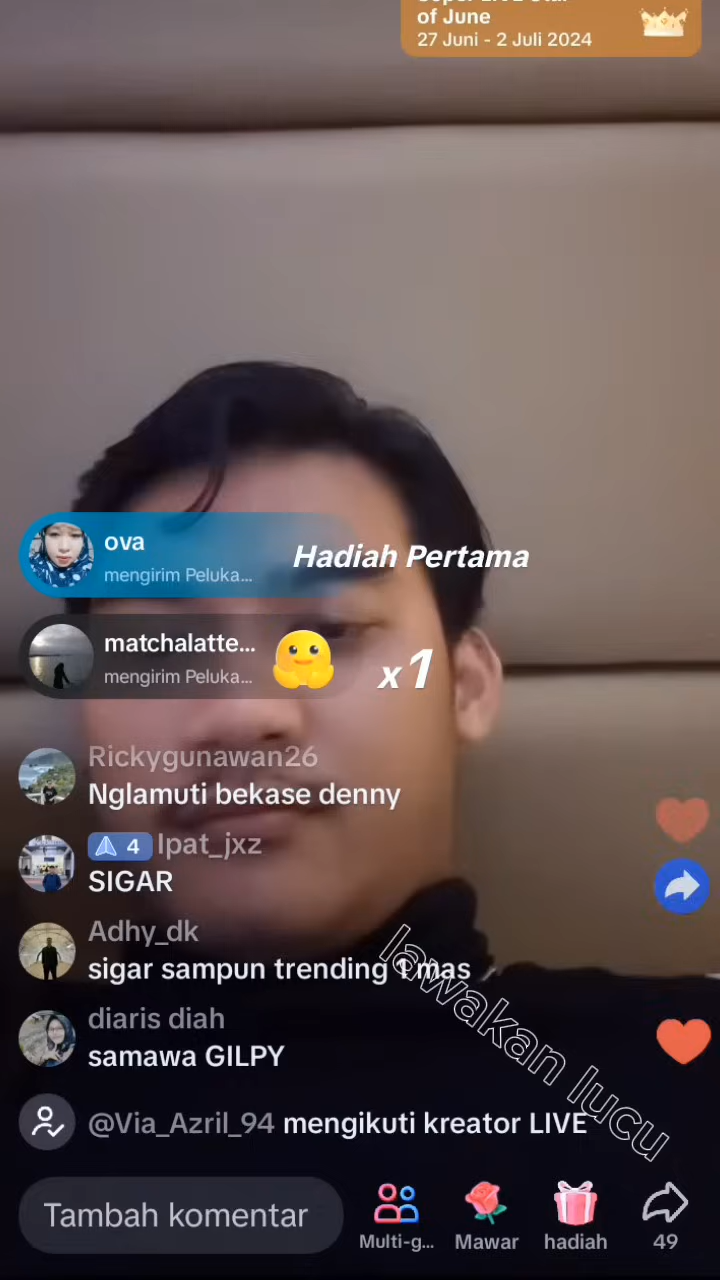 of June
27 Juni - 2 Juli 2024
ova
mengirim Peluka...
Hadiah Pertama
matchalatte...
mengirim Peluka...
x1
Rickygunawan26
Nglamuti bekase denny
4 Ipat_jxz
SIGAR
Adhy_dk
sigar sampun trending 1 mas
diaris diah
samawa GILPY
@Via_Azril_94 mengikuti kreator LIVE
lawakan lucu
Tambah komentar
Multi-g...
Mawar
hadiah
49